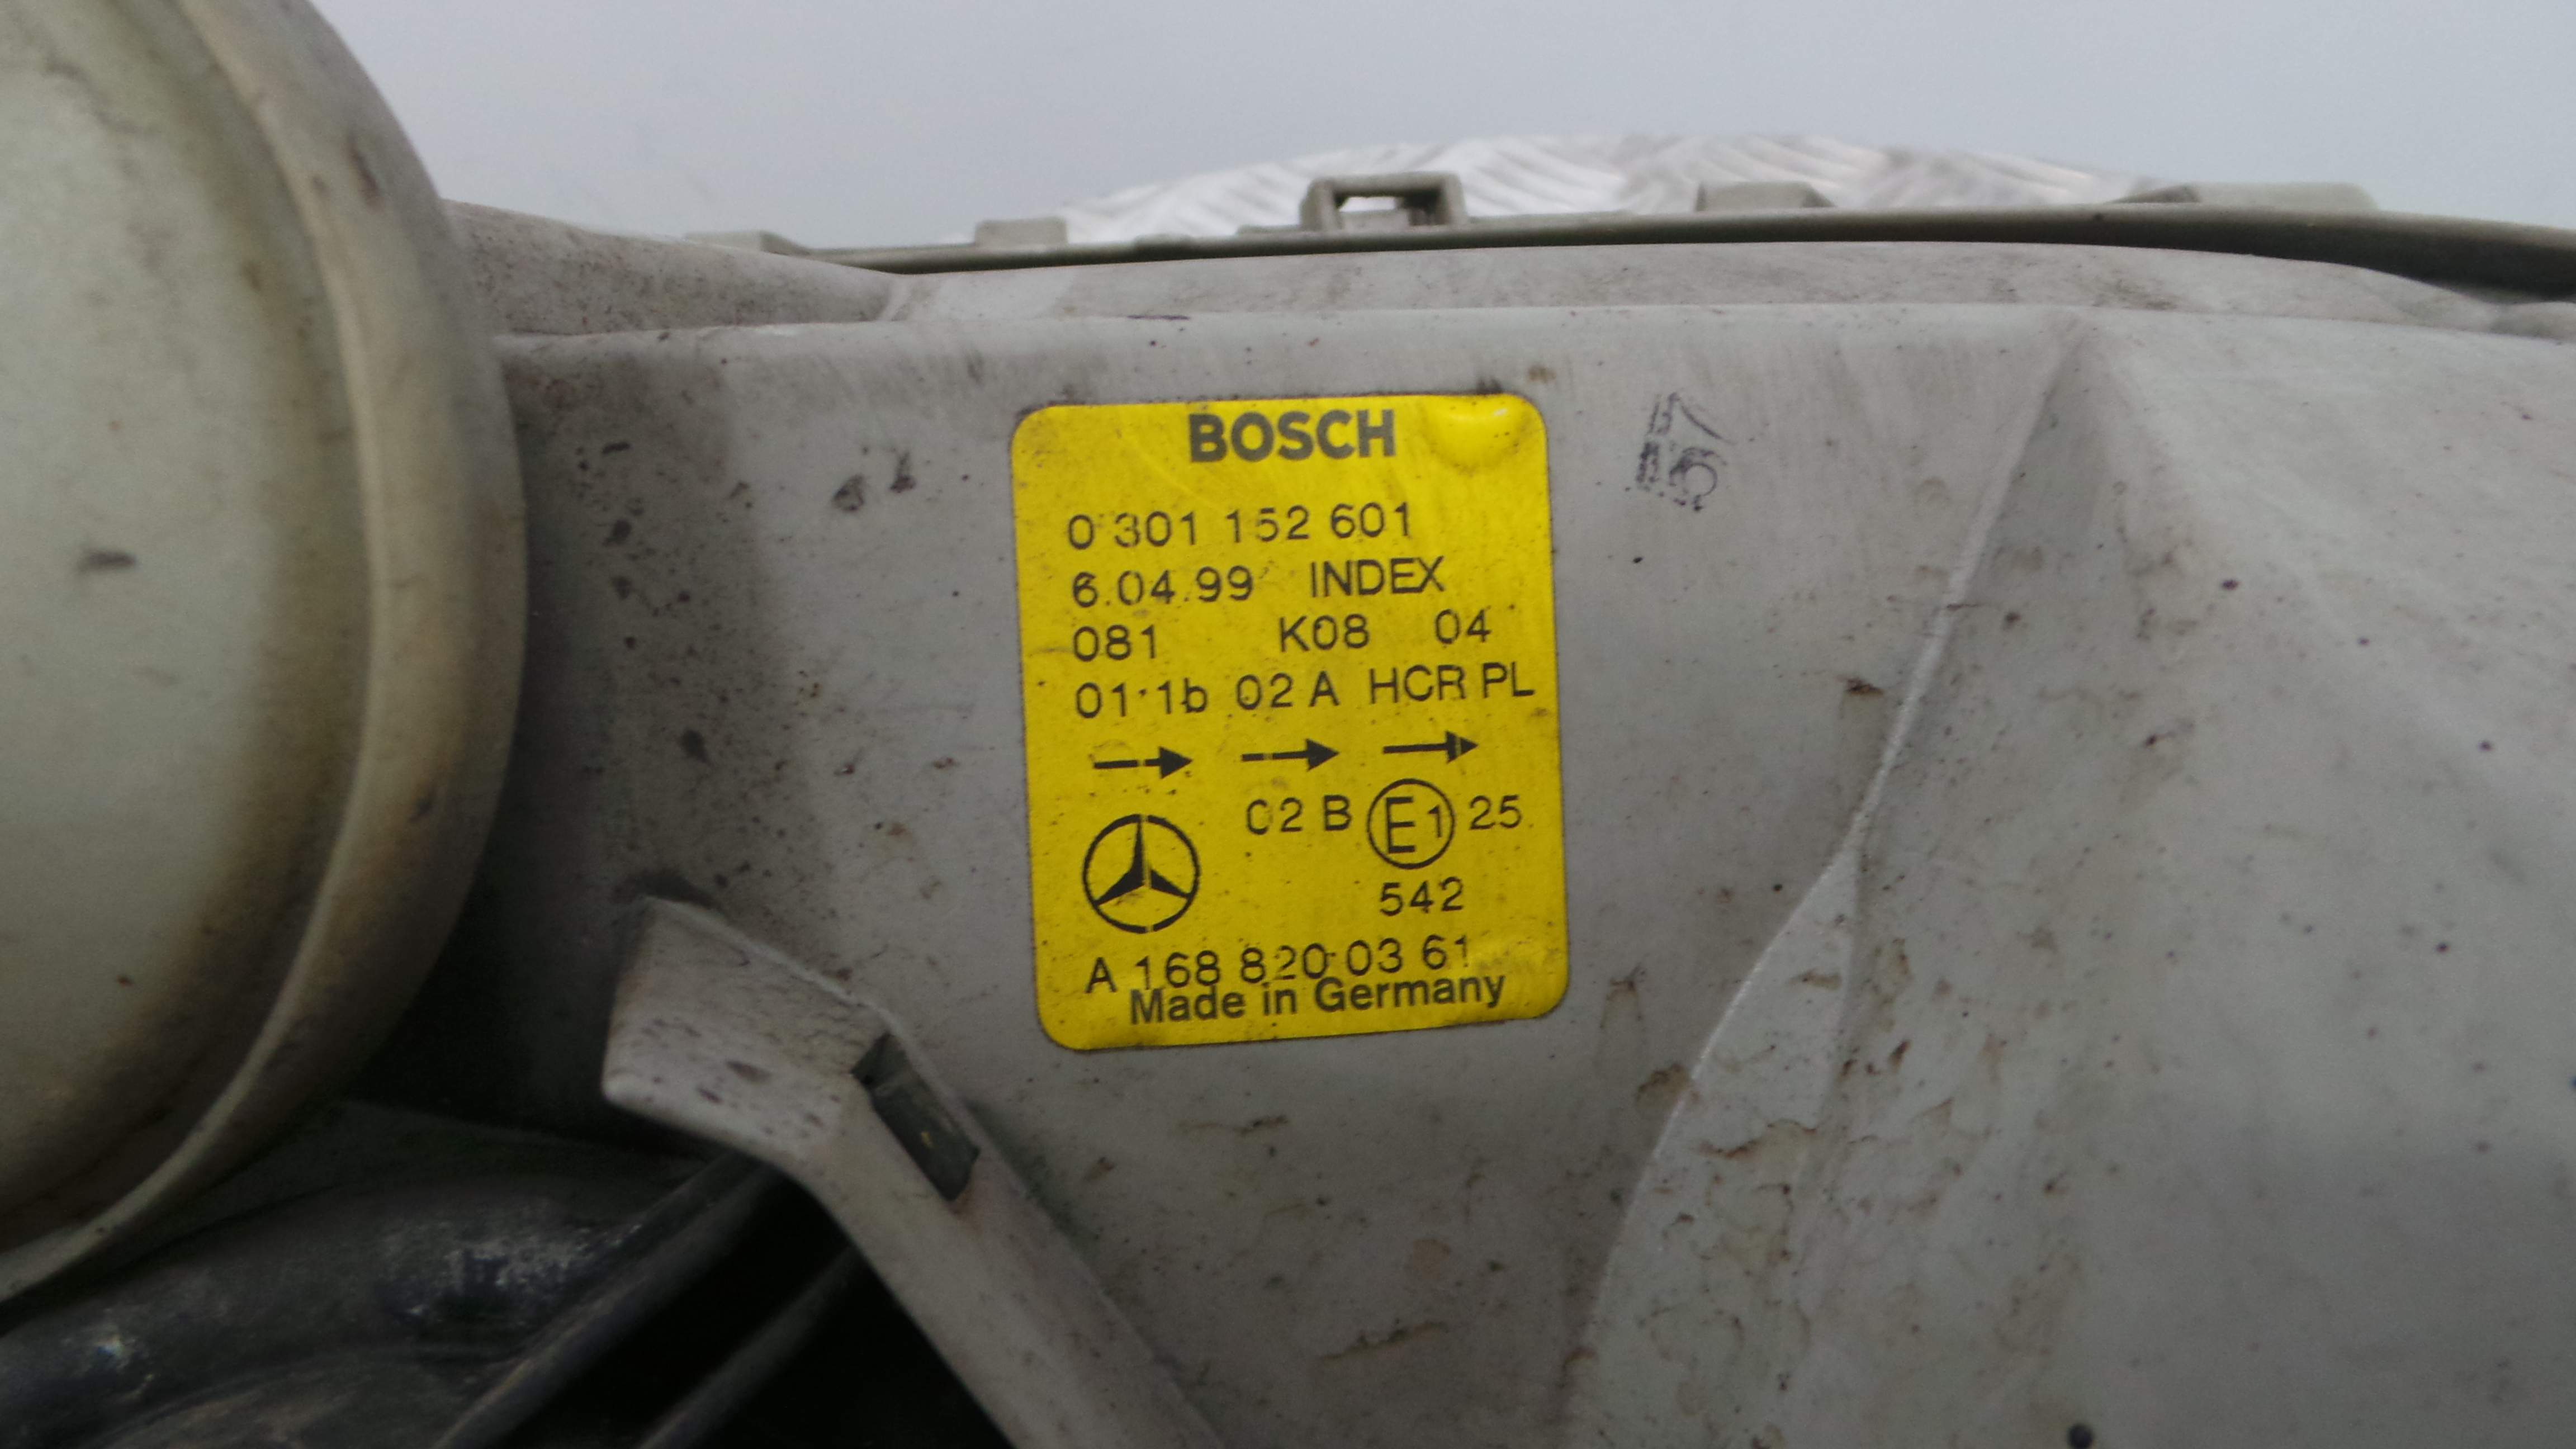 BOSCH
0 301 152 601
6.04.99 INDEX
081 K08 04
01 1b 02 A HCR PL
02 B E1 25
542
A 168 820 03 61
Made in Germany
57